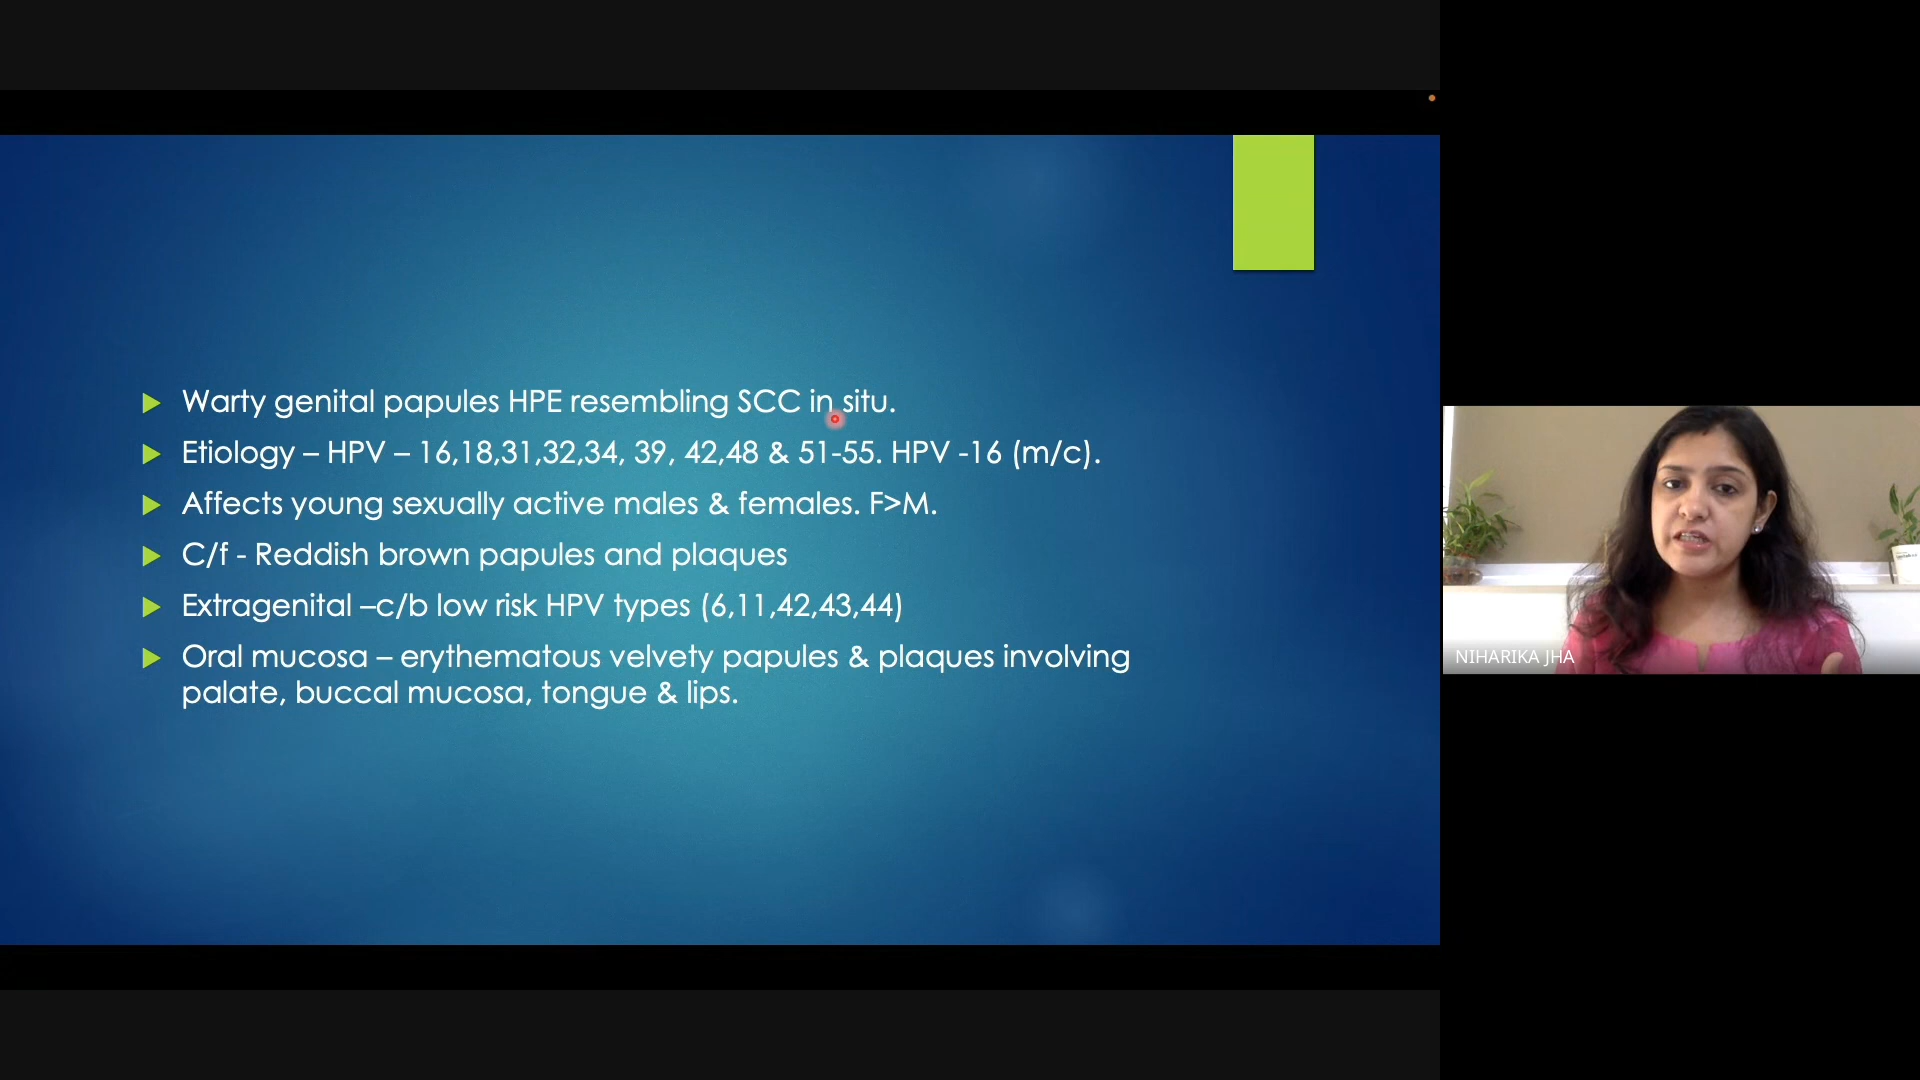 Warty genital papules HPE resembling SCC in situ.
Etiology – HPV – 16,18,31,32,34, 39, 42,48 & 51-55. HPV -16 (m/c).
Affects young sexually active males & females. F>M.
C/f - Reddish brown papules and plaques
Extragenital –c/b low risk HPV types (6,11,42,43,44)
Oral mucosa – erythematous velvety papules & plaques involving
palate, buccal mucosa, tongue & lips.
NIHARIKA JHA